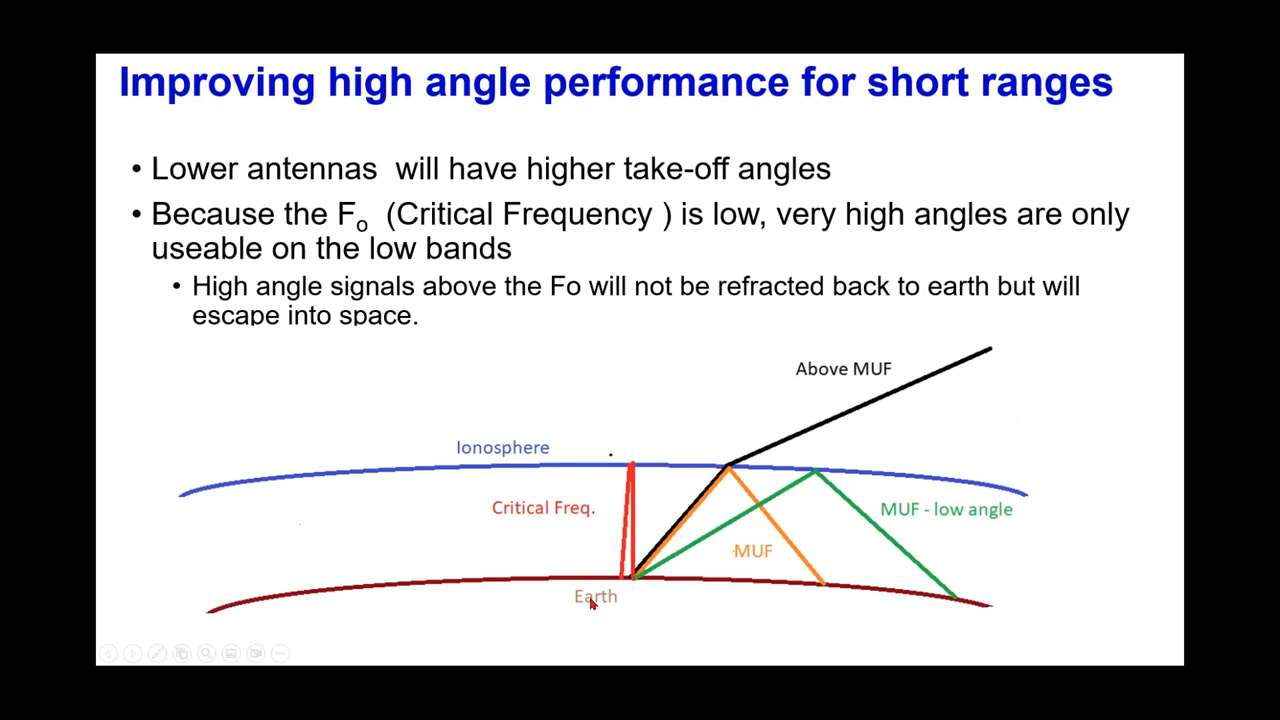 Improving high angle performance for short ranges
• Lower antennas  will have higher take-off angles
• Because the Fo  (Critical Frequency ) is low, very high angles are only
useable on the low bands
• High angle signals above the Fo will not be refracted back to earth but will
escape into space.
Above MUF
Ionosphere
Critical Freq.
MUF - low angle
MUF
Earth